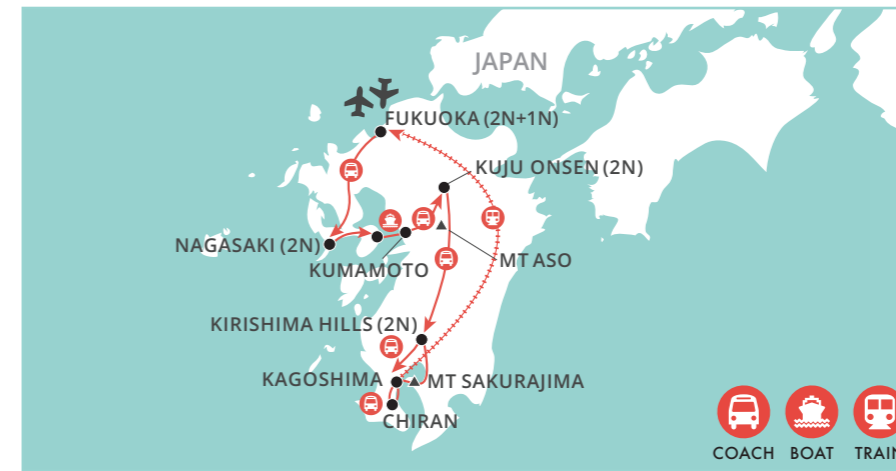 JAPAN
FUKUOKA (2N+1N)
KUJU ONSEN (2N)
NAGASAKI (2N)
KUMAMOTO
MT ASO
KIRISHIMA HILLS (2N)
KAGOSHIMA
MT SAKURAJIMA
CHIRAN
COACH BOAT TRAIN